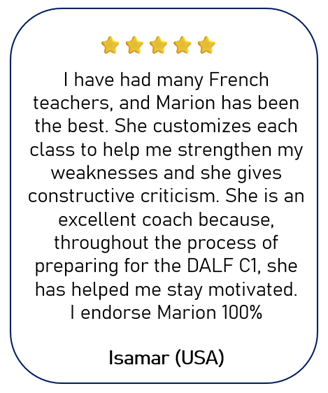 I have had many French
teachers, and Marion has been
the best. She customizes each
class to help me strengthen my
weaknesses and she gives
constructive criticism. She is an
excellent coach because,
throughout the process of
preparing for the DALF C1, she
has helped me stay motivated.
I endorse Marion 100%
Isamar (USA)